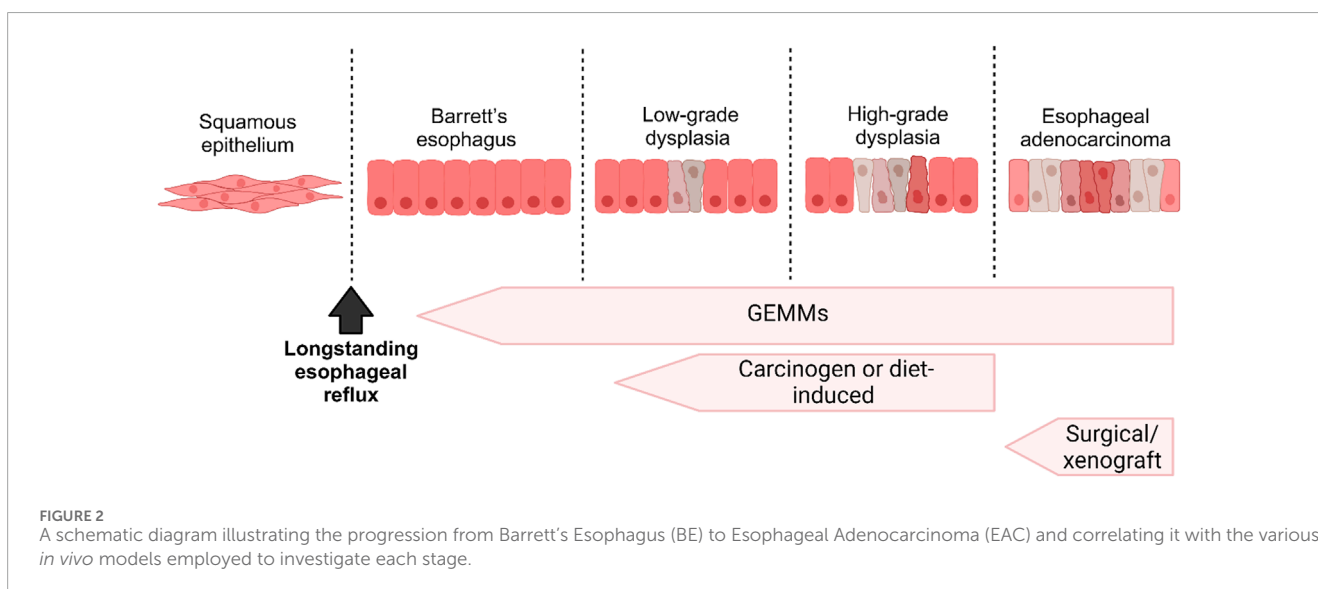 Squamous
epithelium
Barrett's
esophagus
Low-grade
dysplasia
High-grade
dysplasia
Esophageal
adenocarcinoma
Longstanding
esophageal
reflux
GEMMs
Carcinogen or diet-
induced
Surgical/
xenograft
FIGURE 2
A schematic diagram illustrating the progression from Barrett's Esophagus (BE) to Esophageal Adenocarcinoma (EAC) and correlating it with the various
in vivo models employed to investigate each stage.